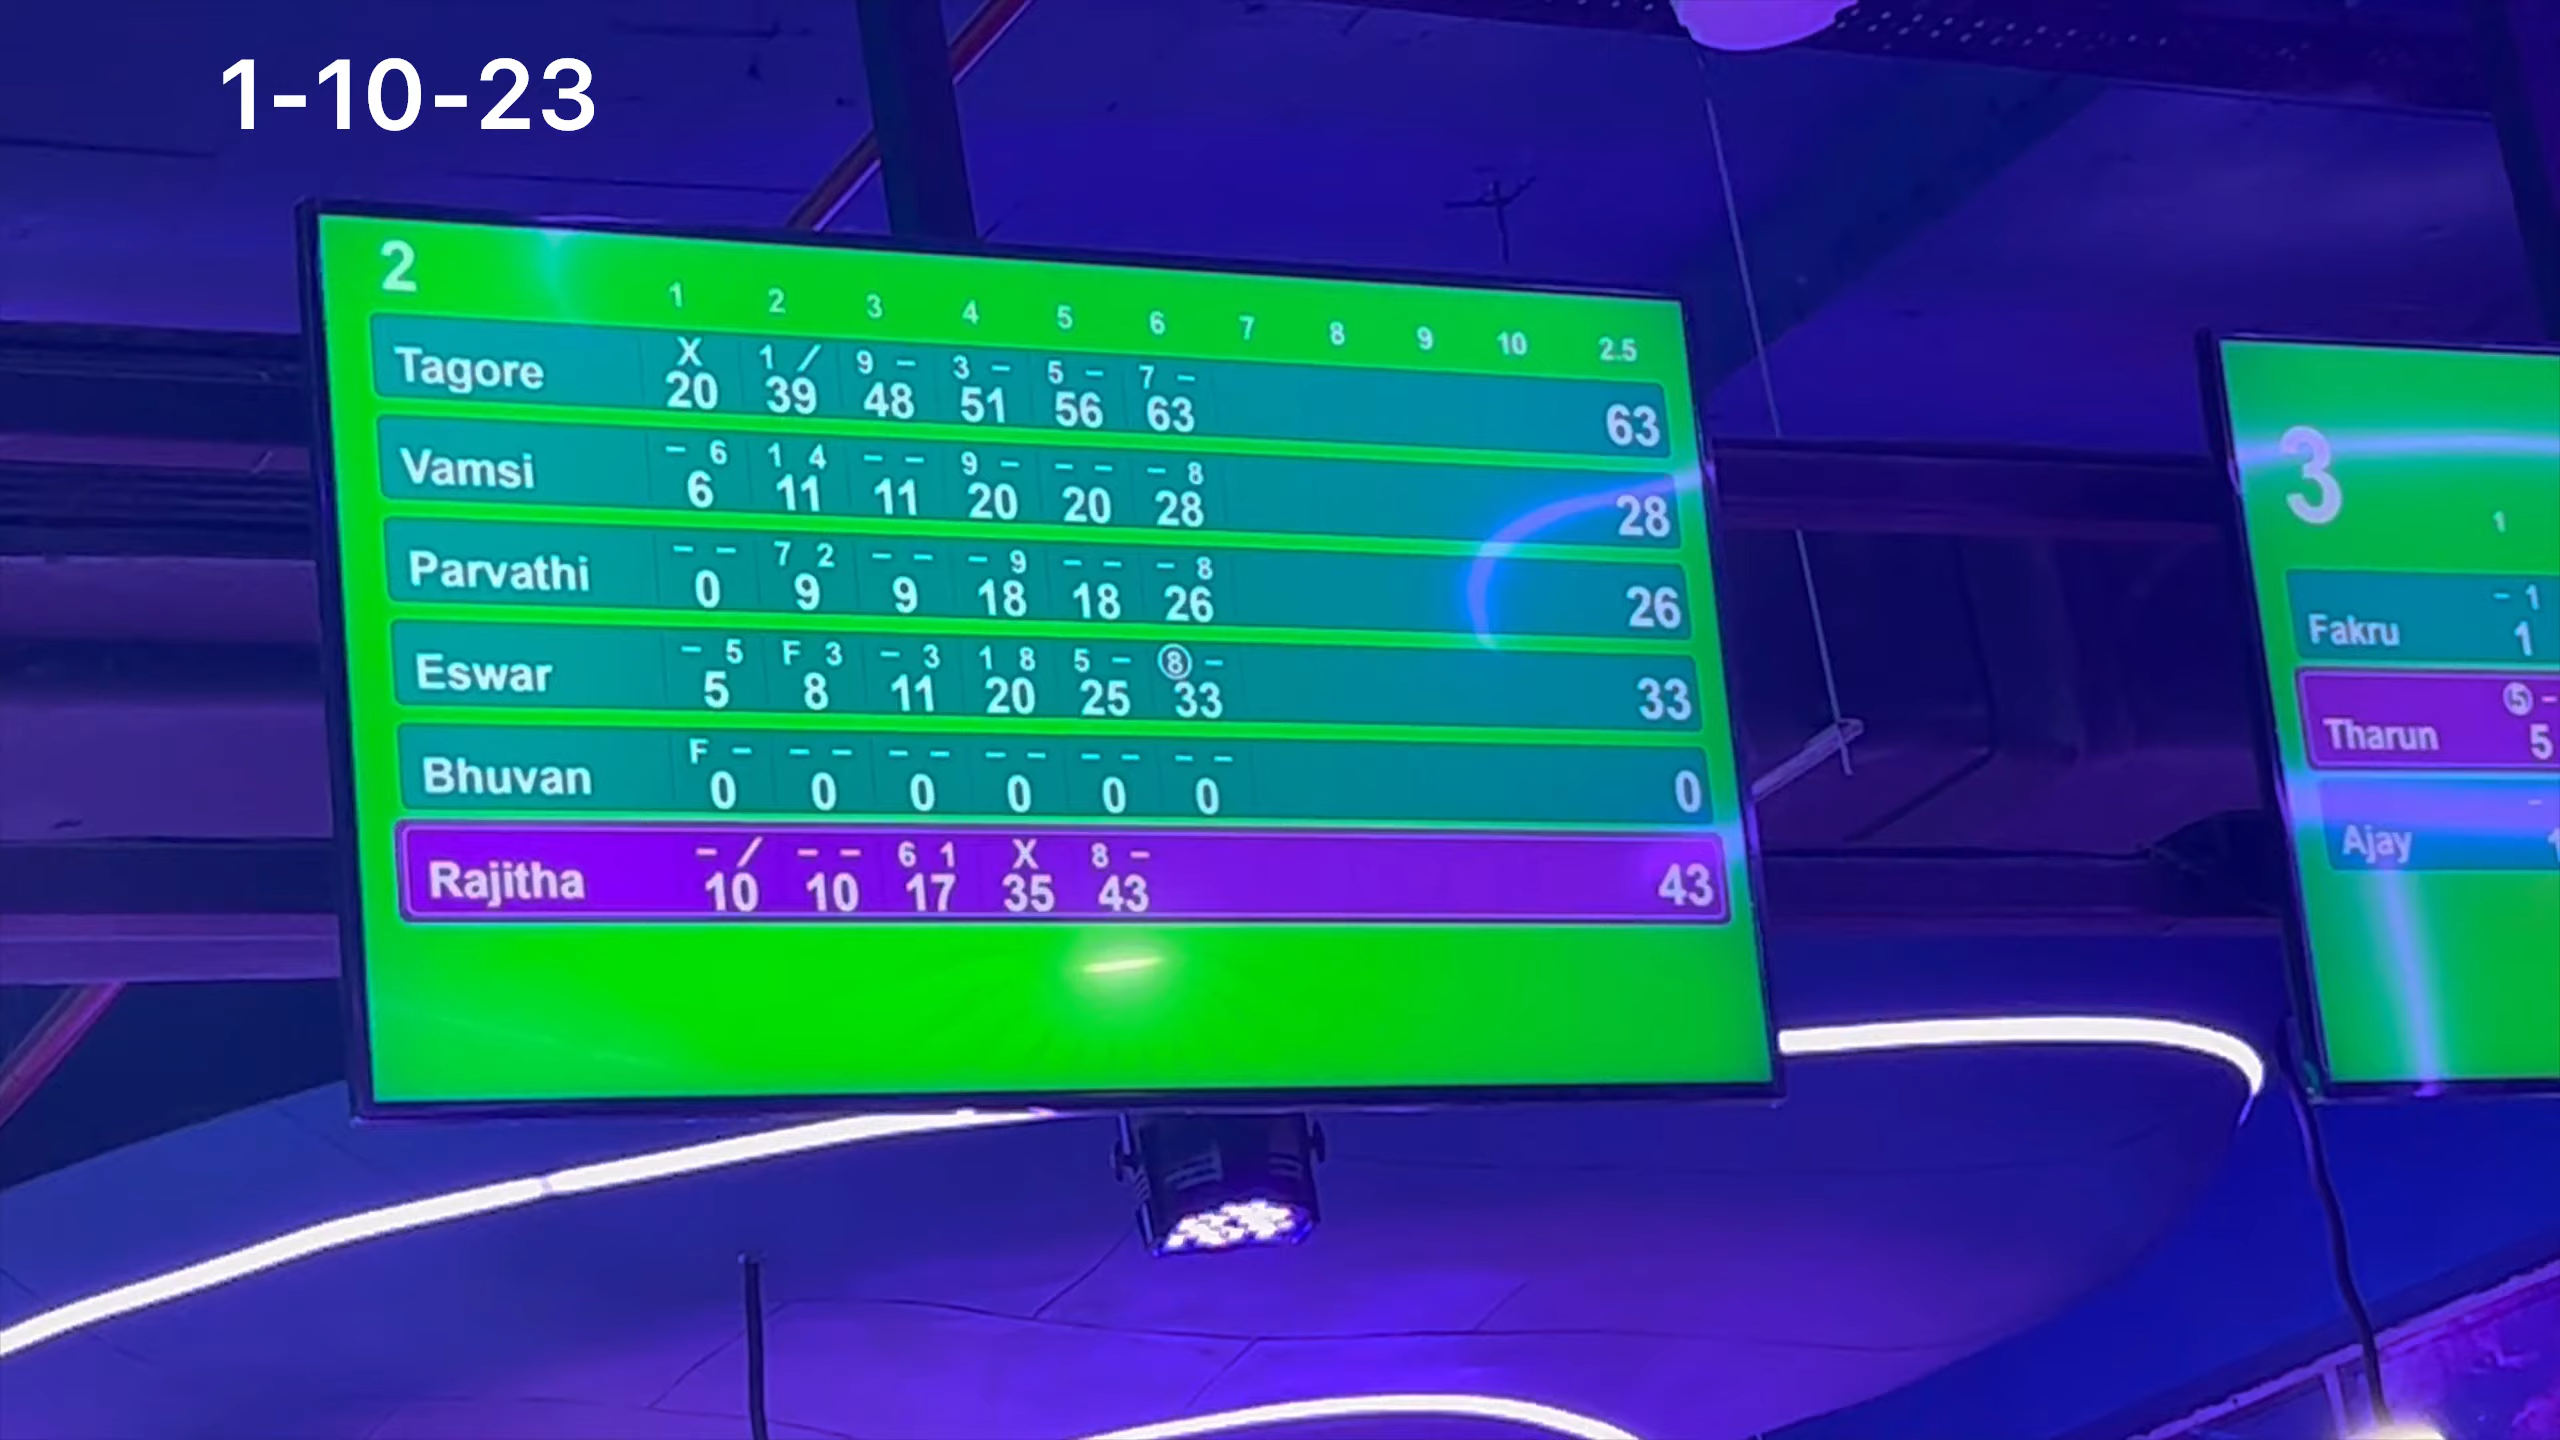 1-10-23
2
1 2 3 4 5 6 7 8 9 10 2.5
Tagore X 1 / 9 - 3 - 5 - 7 -
20 39 48 51 56 63 63
Vamsi - 6 1 4 - - 9 - - - - 8
6 11 11 20 20 28 28
Parvathi - - 7 2 - - - 9 - - - 8
0 9 9 18 18 26 26
Eswar - 5 F 3 - 3 1 8 5 - ⑧ -
5 8 11 20 25 33 33
Bhuvan F - - - - - - - - - - -
0 0 0 0 0 0 0
Rajitha - / - - 6 1 X 8 -
10 10 17 35 43 43
3
1
Fakru - 1
1
Tharun ⑤ -
5
Ajay -